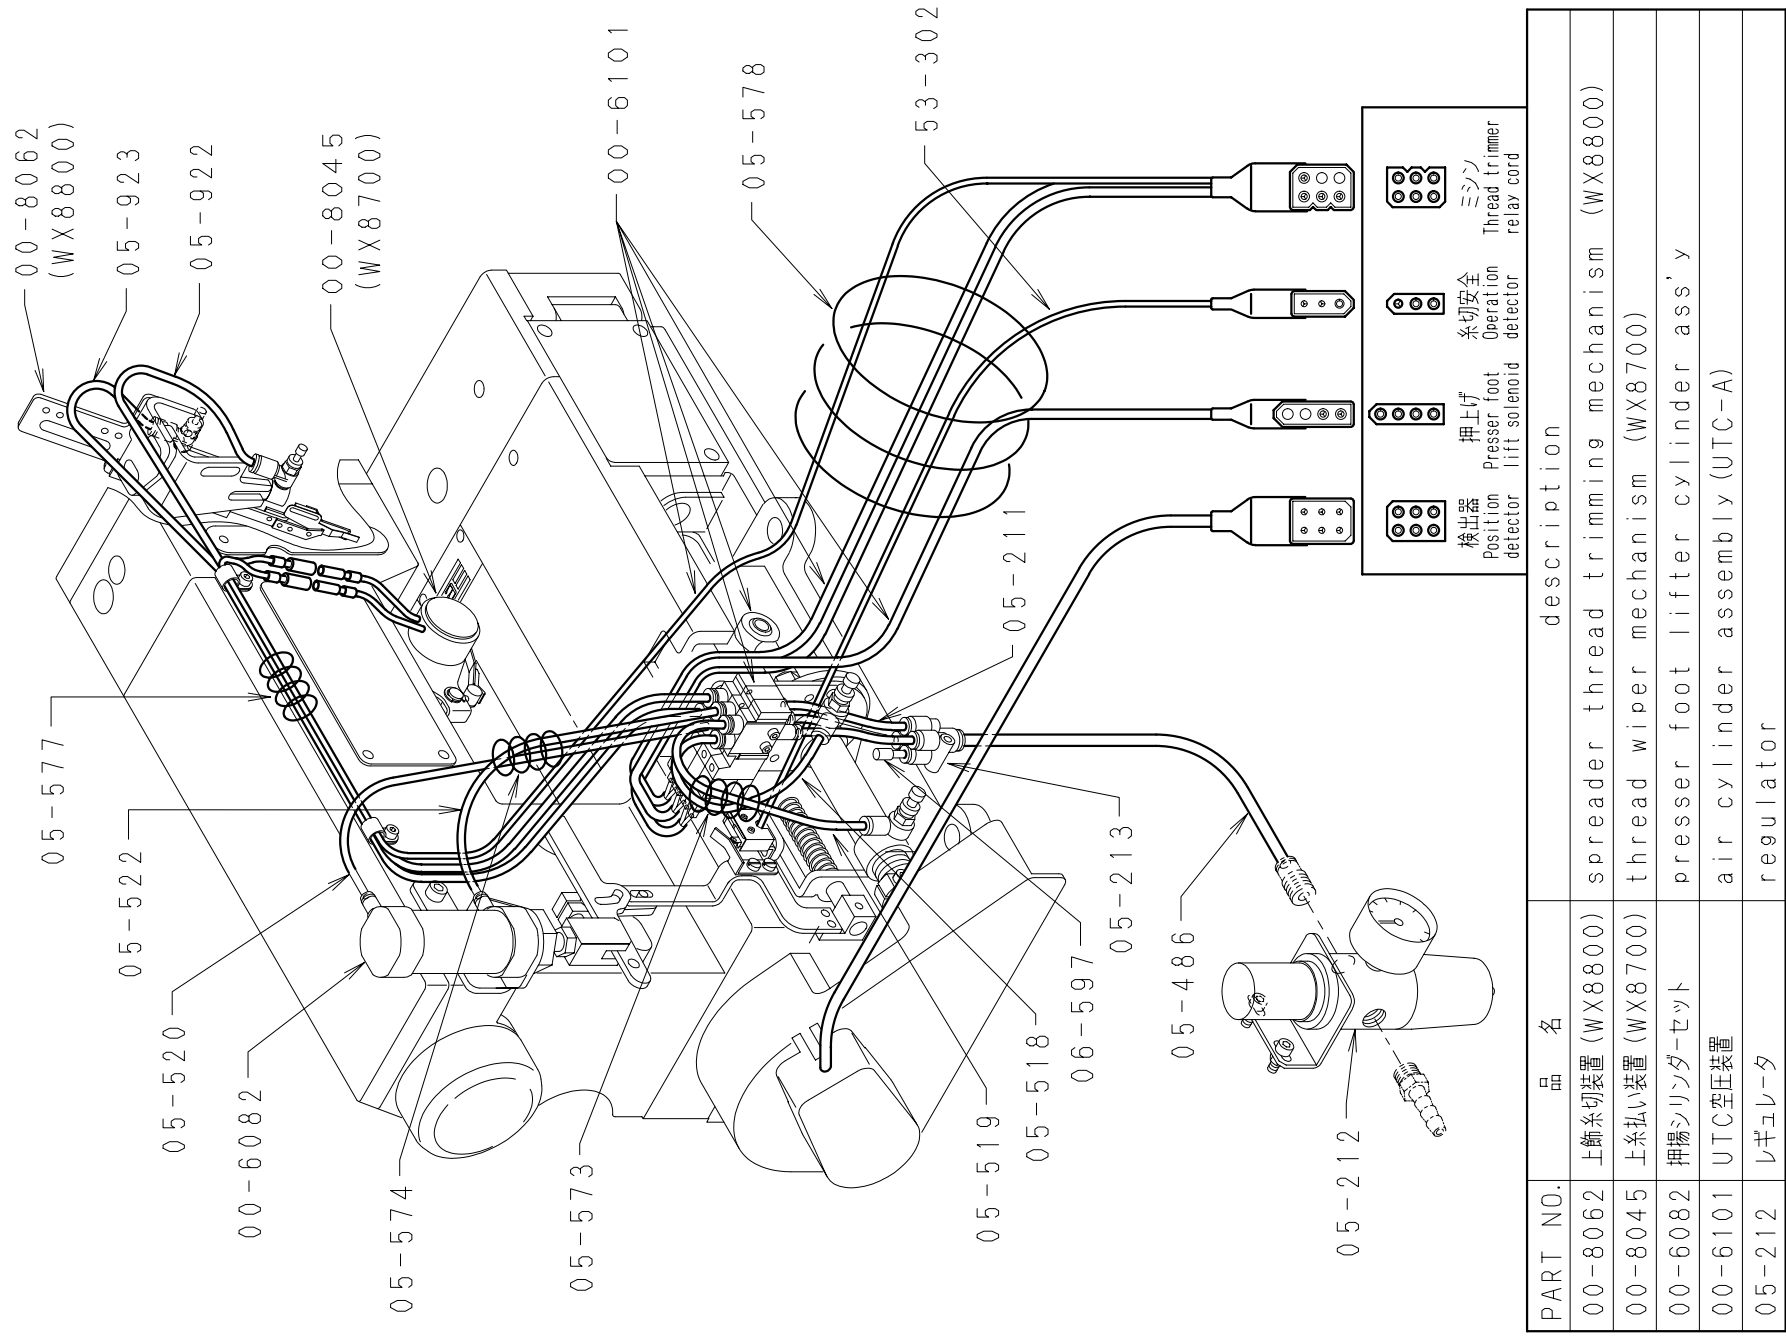 00-8062
(WX8800)
05-923
05-922
00-8045
(WX8700)
00-6101
05-578
53-302
05-577
05-522
05-520
00-6082
05-574
05-573
05-519
05-518
06-597
05-213
05-211
05-486
05-212
ミシン
Thread trimmer
relay cord
糸切安全
Operation
detector
押上げ
Presser foot
lift solenoid
検出器
Position
detector
PART NO. 品 名 description
00-8062 上飾糸切装置 (WX8800) spreader thread trimming mechanism (WX8800)
00-8045 上糸払い装置 (WX8700) thread wiper mechanism (WX8700)
00-6082 押揚シリンダーセット presser foot lifter cylinder ass'y
00-6101 UTC空圧装置 air cylinder assembly (UTC-A)
05-212 レギュレータ regulator